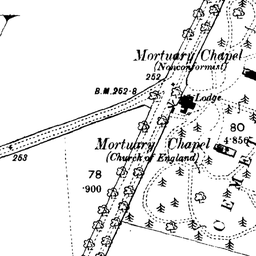 Mortuary Chapel
(Nonconformist)
252
B.M. 252·8
Lodge
80
4·856
Mortuary Chapel
(Church of England)
253
78
·900
CEME